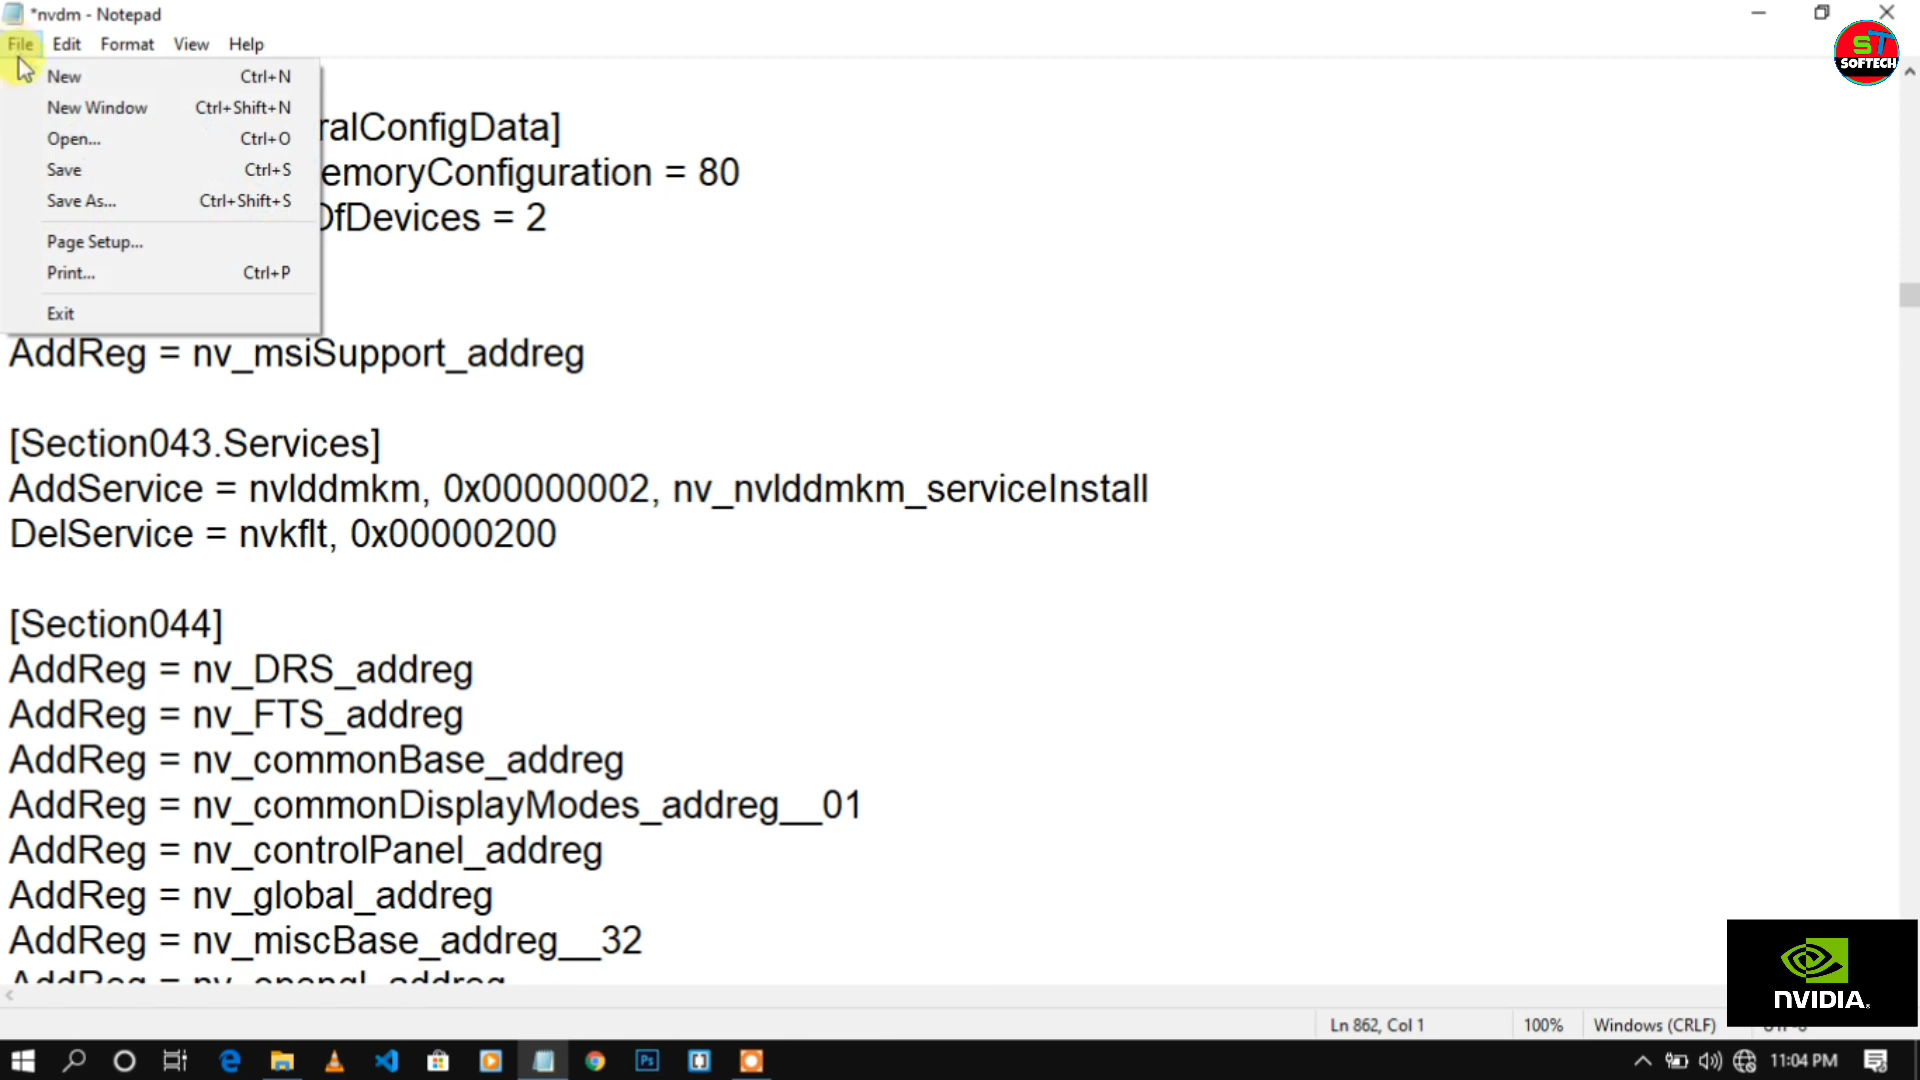 *nvdm - Notepad
File Edit Format View Help
New Ctrl+N
New Window Ctrl+Shift+N
Open... Ctrl+O
Save Ctrl+S
Save As... Ctrl+Shift+S
Page Setup... 
Print... Ctrl+P
Exit
ST
SOFTECH
ralConfigData]
emoryConfiguration = 80
OfDevices = 2
AddReg = nv_msiSupport_addreg
[Section043.Services]
AddService = nvlddmkm, 0x00000002, nv_nvlddmkm_serviceInstall
DelService = nvkflt, 0x00000200
[Section044]
AddReg = nv_DRS_addreg
AddReg = nv_FTS_addreg
AddReg = nv_commonBase_addreg
AddReg = nv_commonDisplayModes_addreg__01
AddReg = nv_controlPanel_addreg
AddReg = nv_global_addreg
AddReg = nv_miscBase_addreg__32
AddReg = nv_opengl_addreg
NVIDIA.
Ln 862, Col 1 100% Windows (CRLF)
Ps
11:04 PM